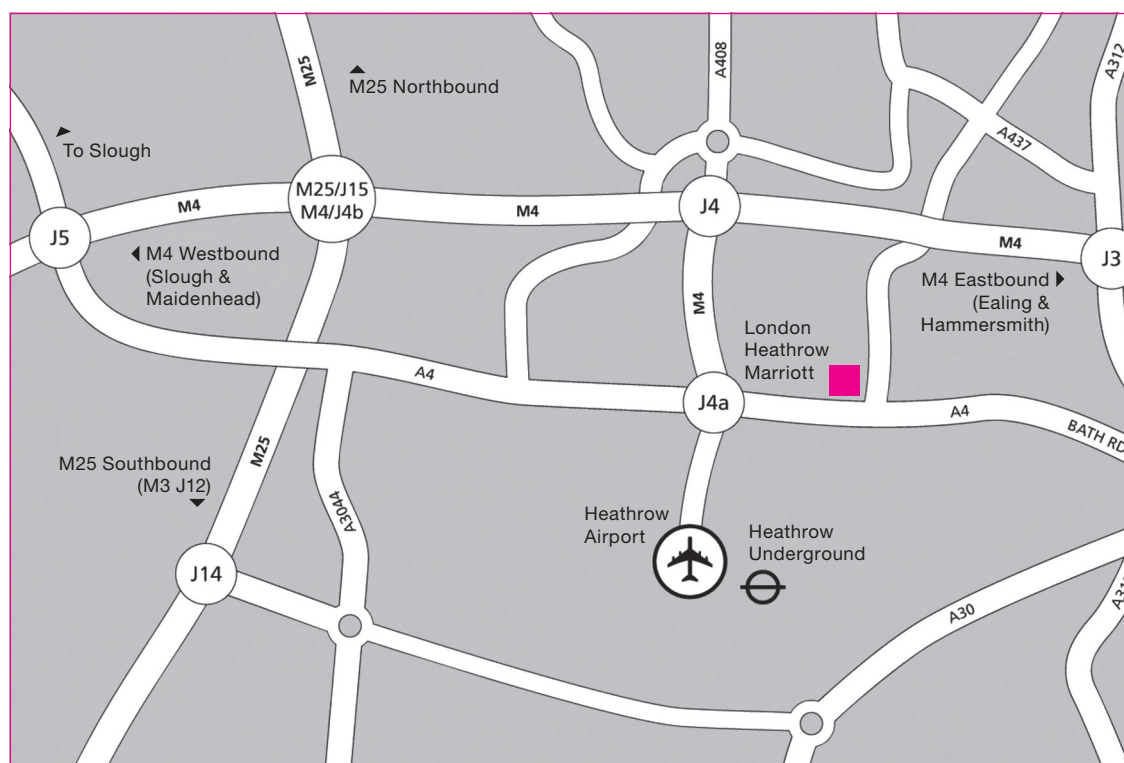 M25
M25 Northbound
A408
A312
To Slough
A437
M25/J15
M4/J4b
M4
M4
J4
J5
M4
J3
M4 Westbound
(Slough &
Maidenhead)
M4 Eastbound
(Ealing &
Hammersmith)
M4
London
Heathrow
Marriott
A4
J4a
A4
BATH RD
M25
M25 Southbound
(M3 J12)
A3044
Heathrow
Airport
Heathrow
Underground
J14
A30